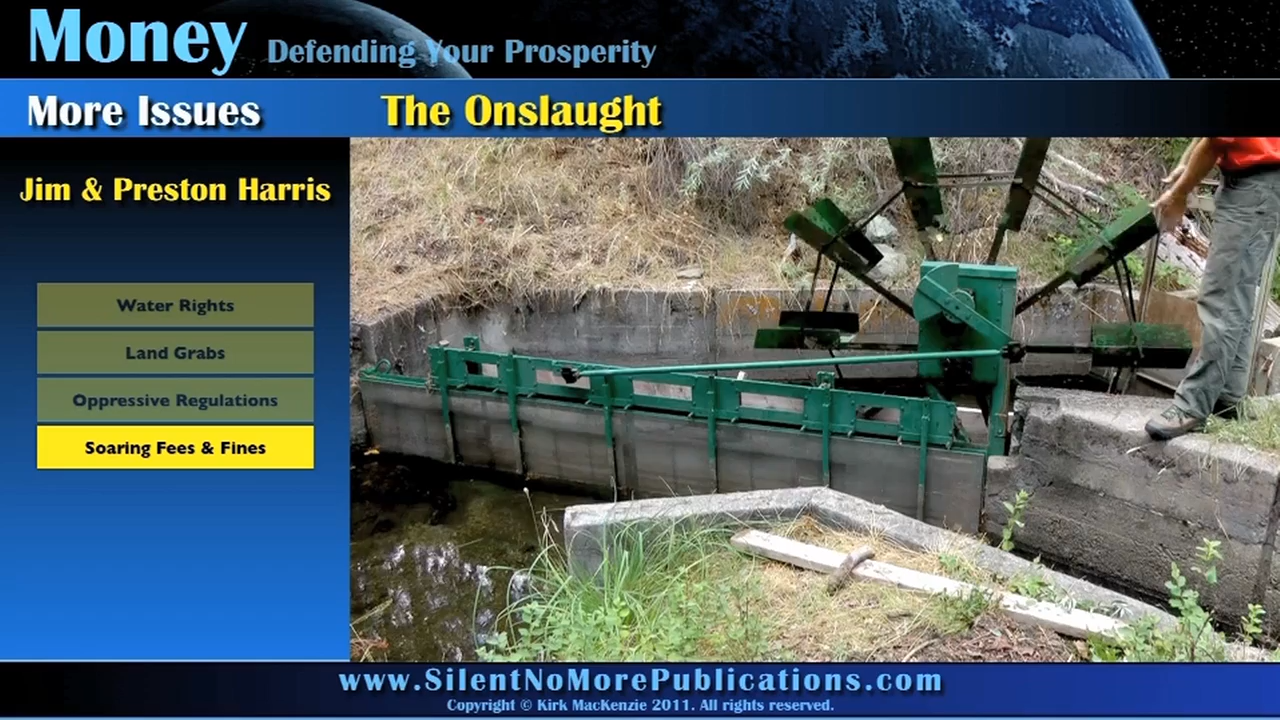 Money Defending Your Prosperity
More Issues
The Onslaught
Jim & Preston Harris
Water Rights
Land Grabs
Oppressive Regulations
Soaring Fees & Fines
www.SilentNoMorePublications.com
Copyright © Kirk MacKenzie 2011. All rights reserved.